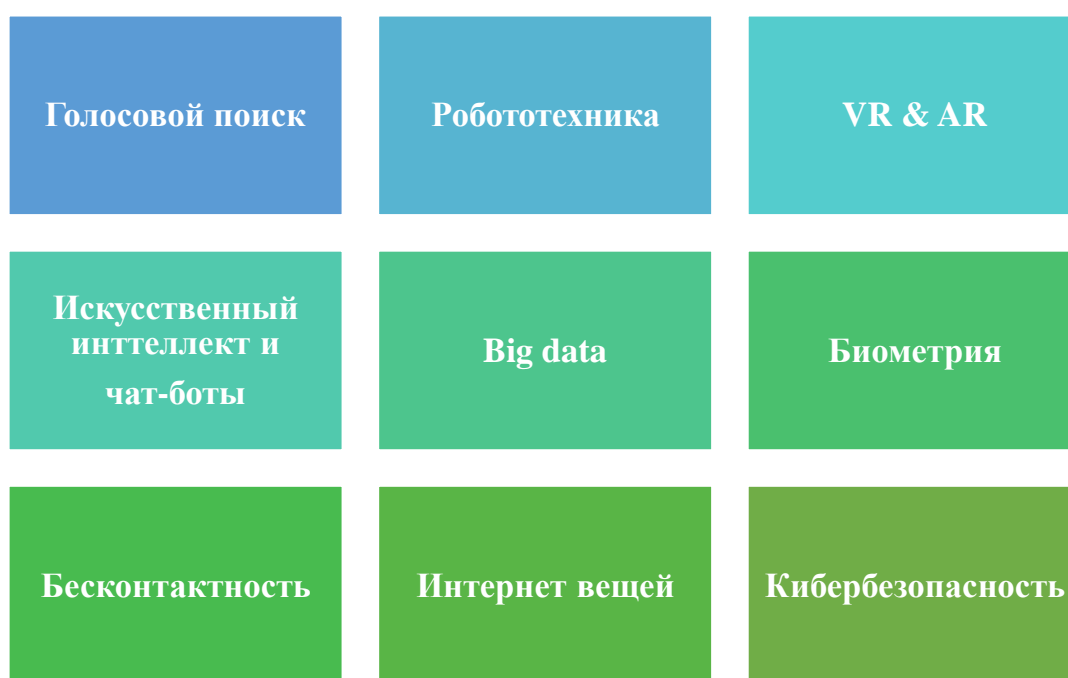 Голосовой поиск
Робототехника
VR & AR
Искусственный
инттеллект и
чат-боты
Big data
Биометрия
Бесконтактность
Интернет вещей
Кибербезопасность